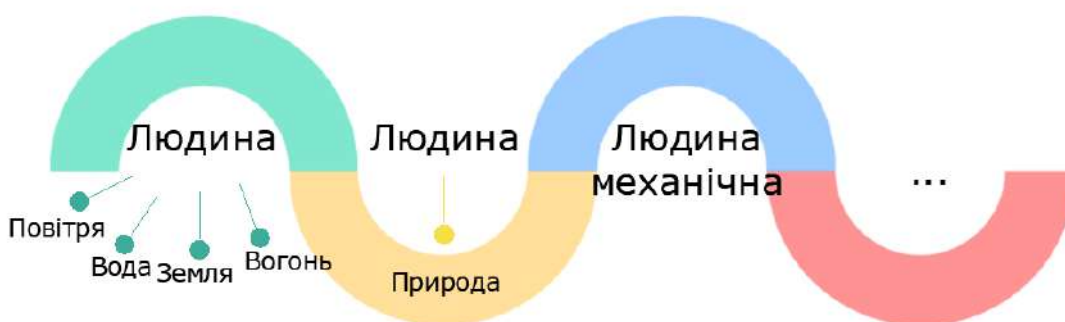 Людина
Людина
Людина
механічна
...
Повітря
Вода
Земля
Вогонь
Природа